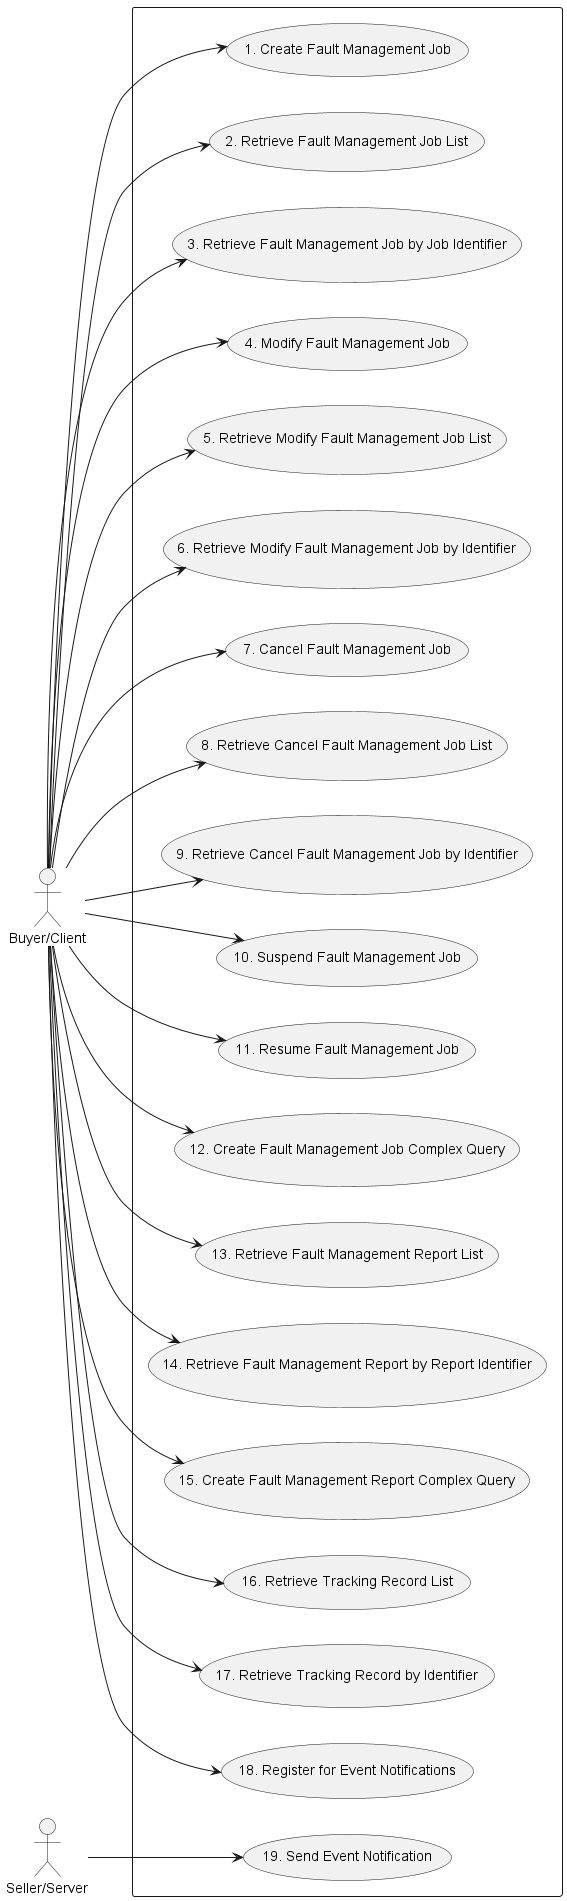 1. Create Fault Management Job
2. Retrieve Fault Management Job List
3. Retrieve Fault Management Job by Job Identifier
4. Modify Fault Management Job
5. Retrieve Modify Fault Management Job List
6. Retrieve Modify Fault Management Job by Identifier
7. Cancel Fault Management Job
8. Retrieve Cancel Fault Management Job List
9. Retrieve Cancel Fault Management Job by Identifier
Buyer/Client
10. Suspend Fault Management Job
11. Resume Fault Management Job
12. Create Fault Management Job Complex Query
13. Retrieve Fault Management Report List
14. Retrieve Fault Management Report by Report Identifier
15. Create Fault Management Report Complex Query
16. Retrieve Tracking Record List
17. Retrieve Tracking Record by Identifier
18. Register for Event Notifications
19. Send Event Notification
Seller/Server